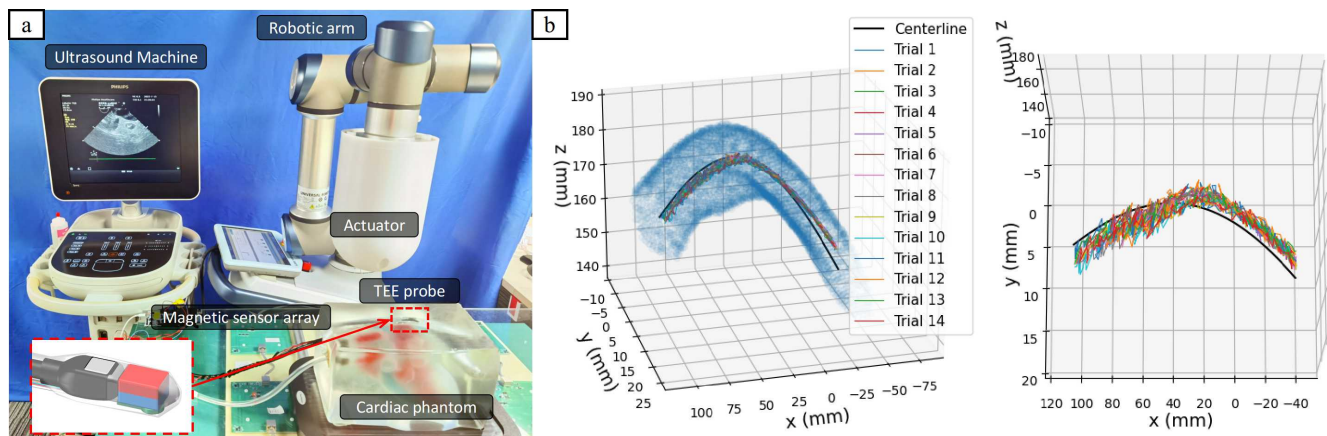 a
Robotic arm
Ultrasound Machine
PHILIPS
Actuator
TEE probe
Magnetic sensor array
Cardiac phantom
b
Centerline
Trial 1
Trial 2
Trial 3
Trial 4
Trial 5
Trial 6
Trial 7
Trial 8
Trial 9
Trial 10
Trial 11
Trial 12
Trial 13
Trial 14
190
180
170
160
150
140
z (mm)
−10
−5
0
5
10
15
20
25
y (mm)
100
75
50
25
0
−25
−50
−75
x (mm)
z (mm)
180
160
140
−10
−5
0
5
10
15
20
y (mm)
120 100 80 60 40 20 0 −20 −40
x (mm)